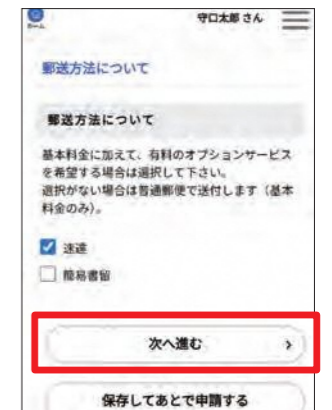 ホーム
守口太郎 さん
郵送方法について
郵送方法について
基本料金に加えて、有料のオプションサービス
を希望する場合は選択して下さい。
選択がない場合は普通郵便で送付します（基本
料金のみ）。
速達
簡易書留
次へ進む
保存してあとで申請する